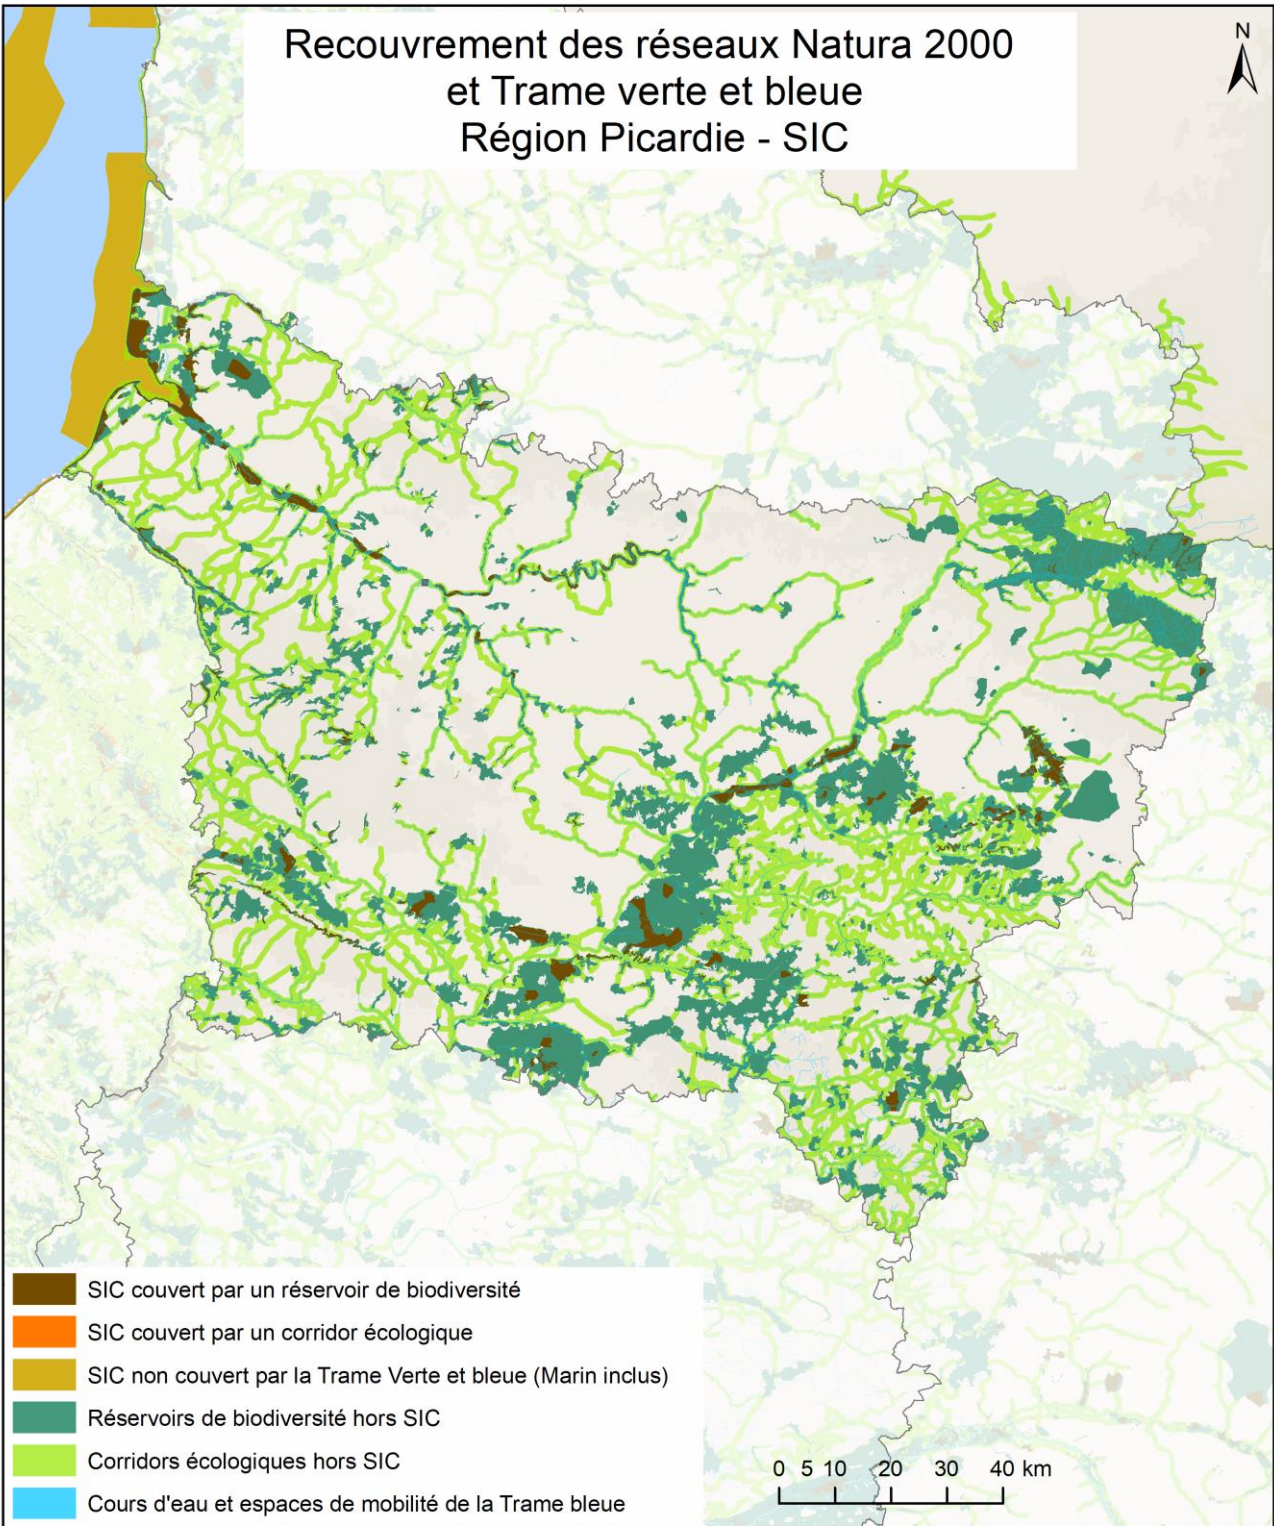 Recouvrement des réseaux Natura 2000
et Trame verte et bleue
Région Picardie - SIC
N
SIC couvert par un réservoir de biodiversité
SIC couvert par un corridor écologique
SIC non couvert par la Trame Verte et bleue (Marin inclus)
Réservoirs de biodiversité hors SIC
Corridors écologiques hors SIC
Cours d'eau et espaces de mobilité de la Trame bleue
0 5 10 20 30 40 km